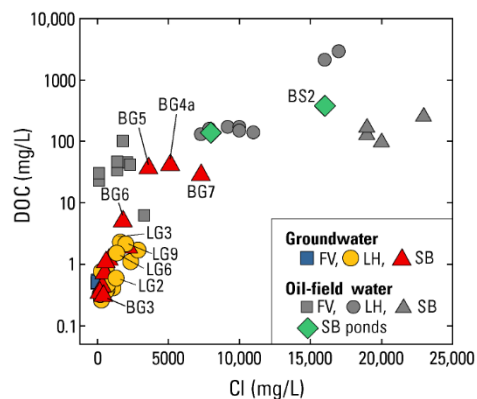 10,000
1000
100
10
1
0.1
DOC (mg/L)
BG5
BG4a
BS2
BG7
BG6
LG3
LG9
LG6
LG2
BG3
Groundwater
FV, LH, SB
Oil-field water
FV, LH, SB
SB ponds
0 5000 10,000 15,000 20,000 25,000
Cl (mg/L)